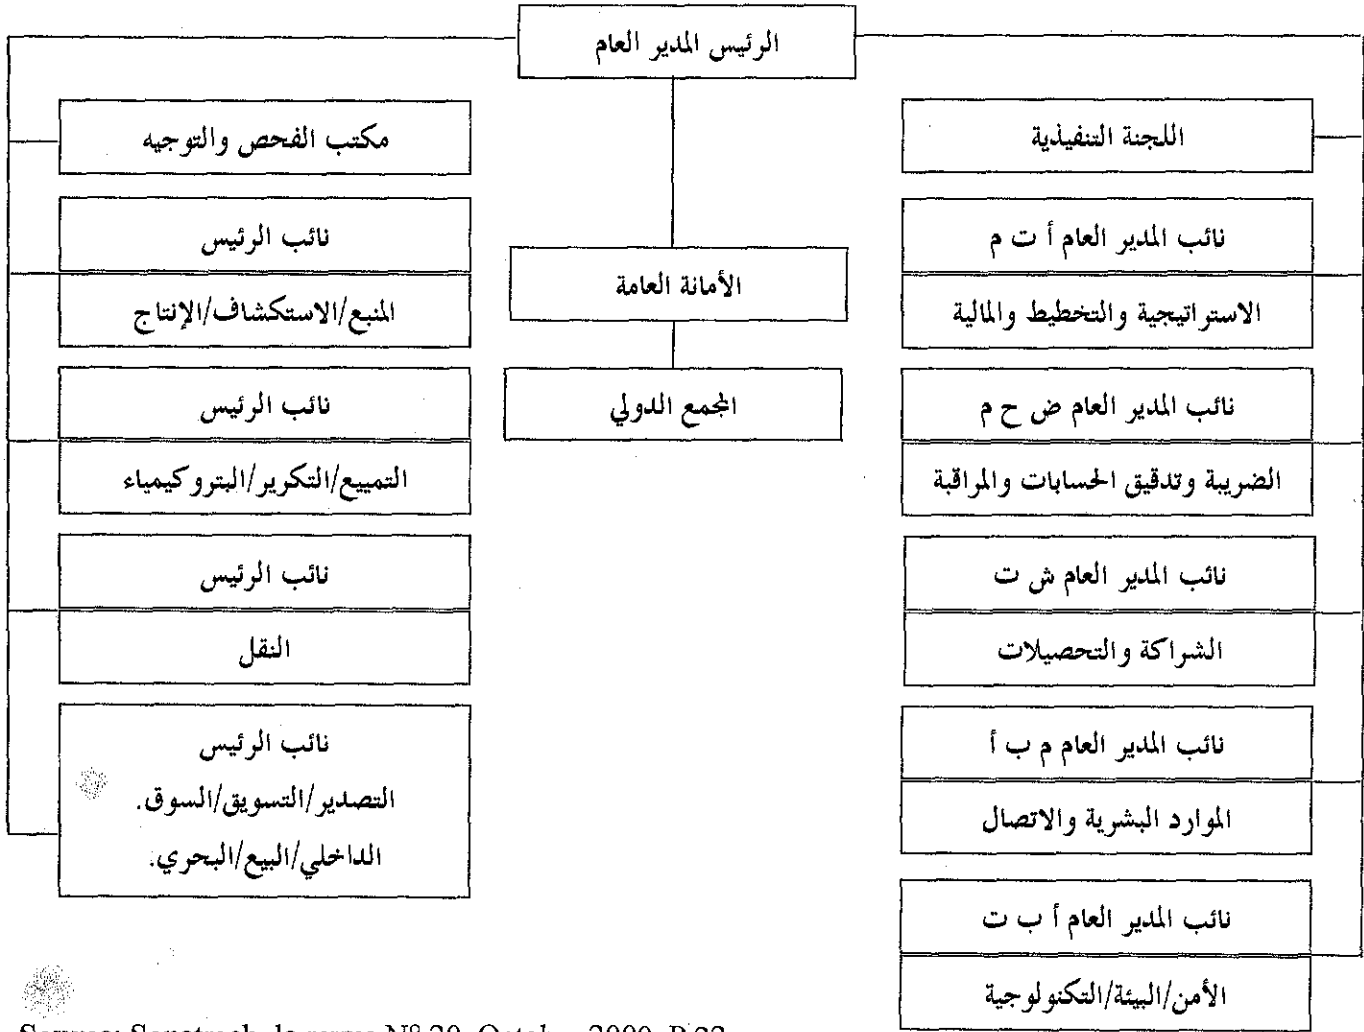 الرئيس المدير العام
اللجنة التنفيذية
نائب المدير العام أ ت م
الاستراتيجية والتخطيط والمالية
نائب المدير العام ض ح م
الضريبة وتدقيق الحسابات والمراقبة
نائب المدير العام ش ت
الشراكة والتحصيلات
نائب المدير العام م ب أ
الموارد البشرية والاتصال
نائب المدير العام أ ب ت
الأمن/البيئة/التكنولوجية
الأمانة العامة
المجمع الدولي
مكتب الفحص والتوجيه
نائب الرئيس
المنبع/الاستكشاف/الإنتاج
نائب الرئيس
التمييع/التكرير/البتروكيمياء
نائب الرئيس
النقل
نائب الرئيس
التصدير/التسويق/السوق.
الداخلي/البيع/البحري.